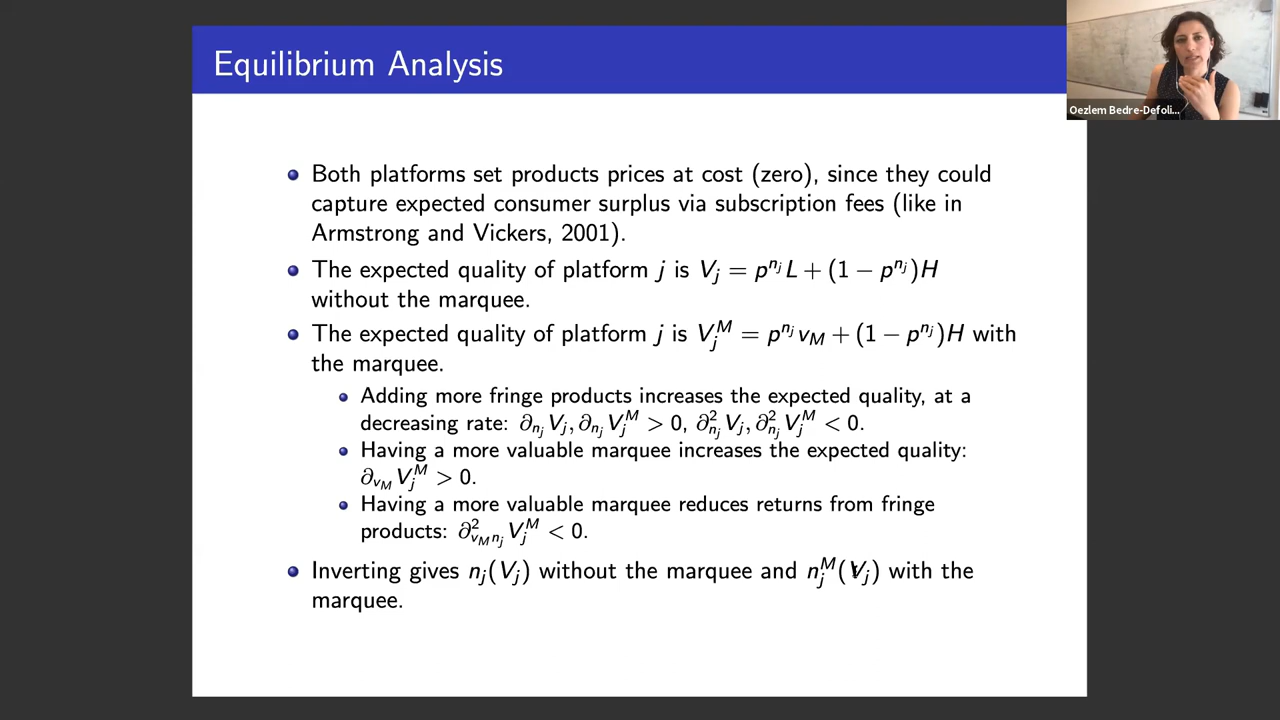 Equilibrium Analysis
Oezlem Bedre-Defoli...
Both platforms set products prices at cost (zero), since they could
capture expected consumer surplus via subscription fees (like in
Armstrong and Vickers, 2001).
The expected quality of platform j is V_j = p^{n_j} L + (1 − p^{n_j})H
without the marquee.
The expected quality of platform j is V_j^M = p^{n_j} v_M + (1 − p^{n_j})H with
the marquee.
Adding more fringe products increases the expected quality, at a
decreasing rate: ∂_{n_j} V_j, ∂_{n_j} V_j^M > 0, ∂²_{n_j} V_j, ∂²_{n_j} V_j^M < 0.
Having a more valuable marquee increases the expected quality:
∂_{v_M} V_j^M > 0.
Having a more valuable marquee reduces returns from fringe
products: ∂²_{v_M n_j} V_j^M < 0.
Inverting gives n_j(V_j) without the marquee and n_j^M(V_j) with the
marquee.